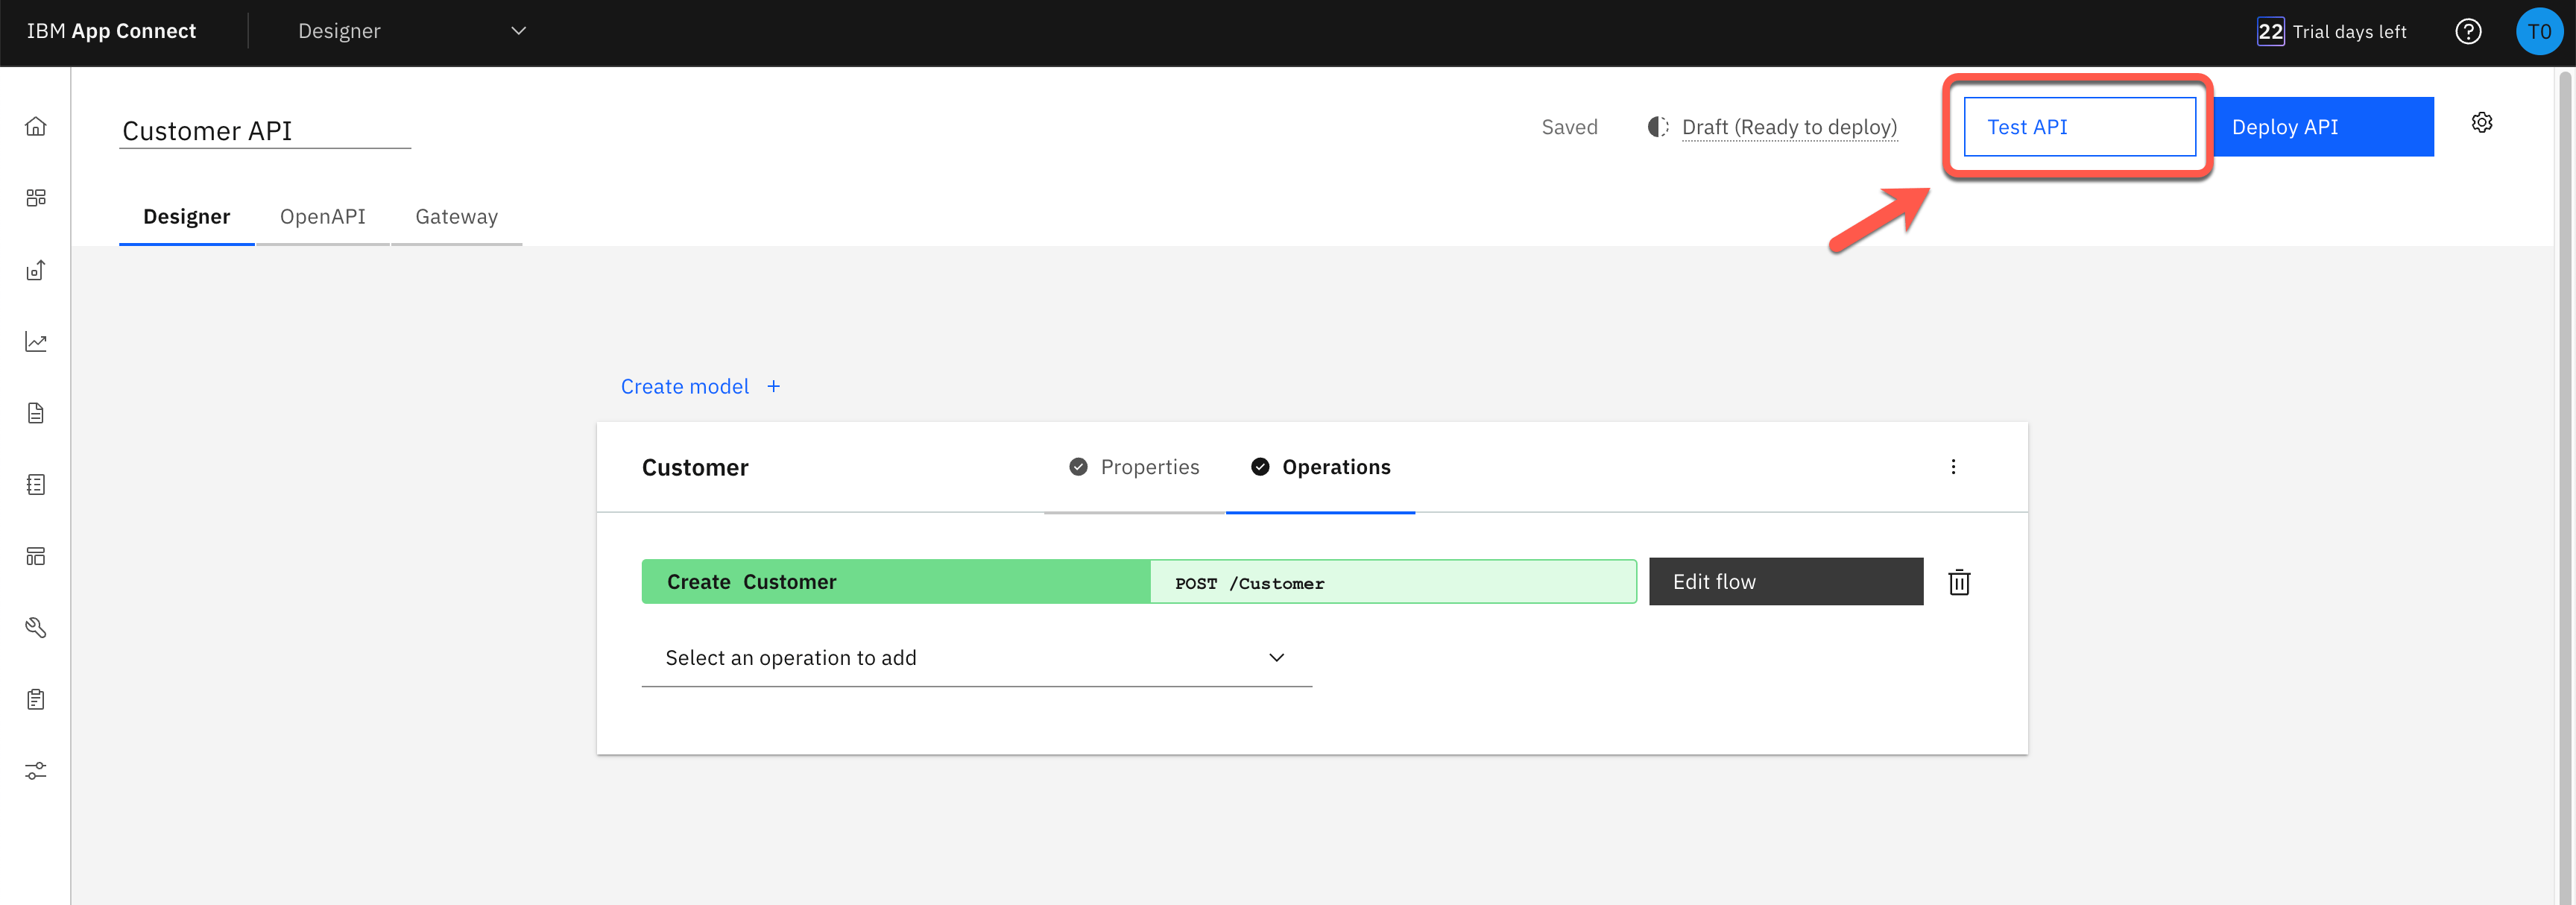 IBM App Connect
Designer
22 Trial days left
T0
Customer API
Saved
Draft (Ready to deploy)
Test API
Deploy API
Designer
OpenAPI
Gateway
Create model +
Customer
Properties
Operations
Create Customer
POST /Customer
Edit flow
Select an operation to add